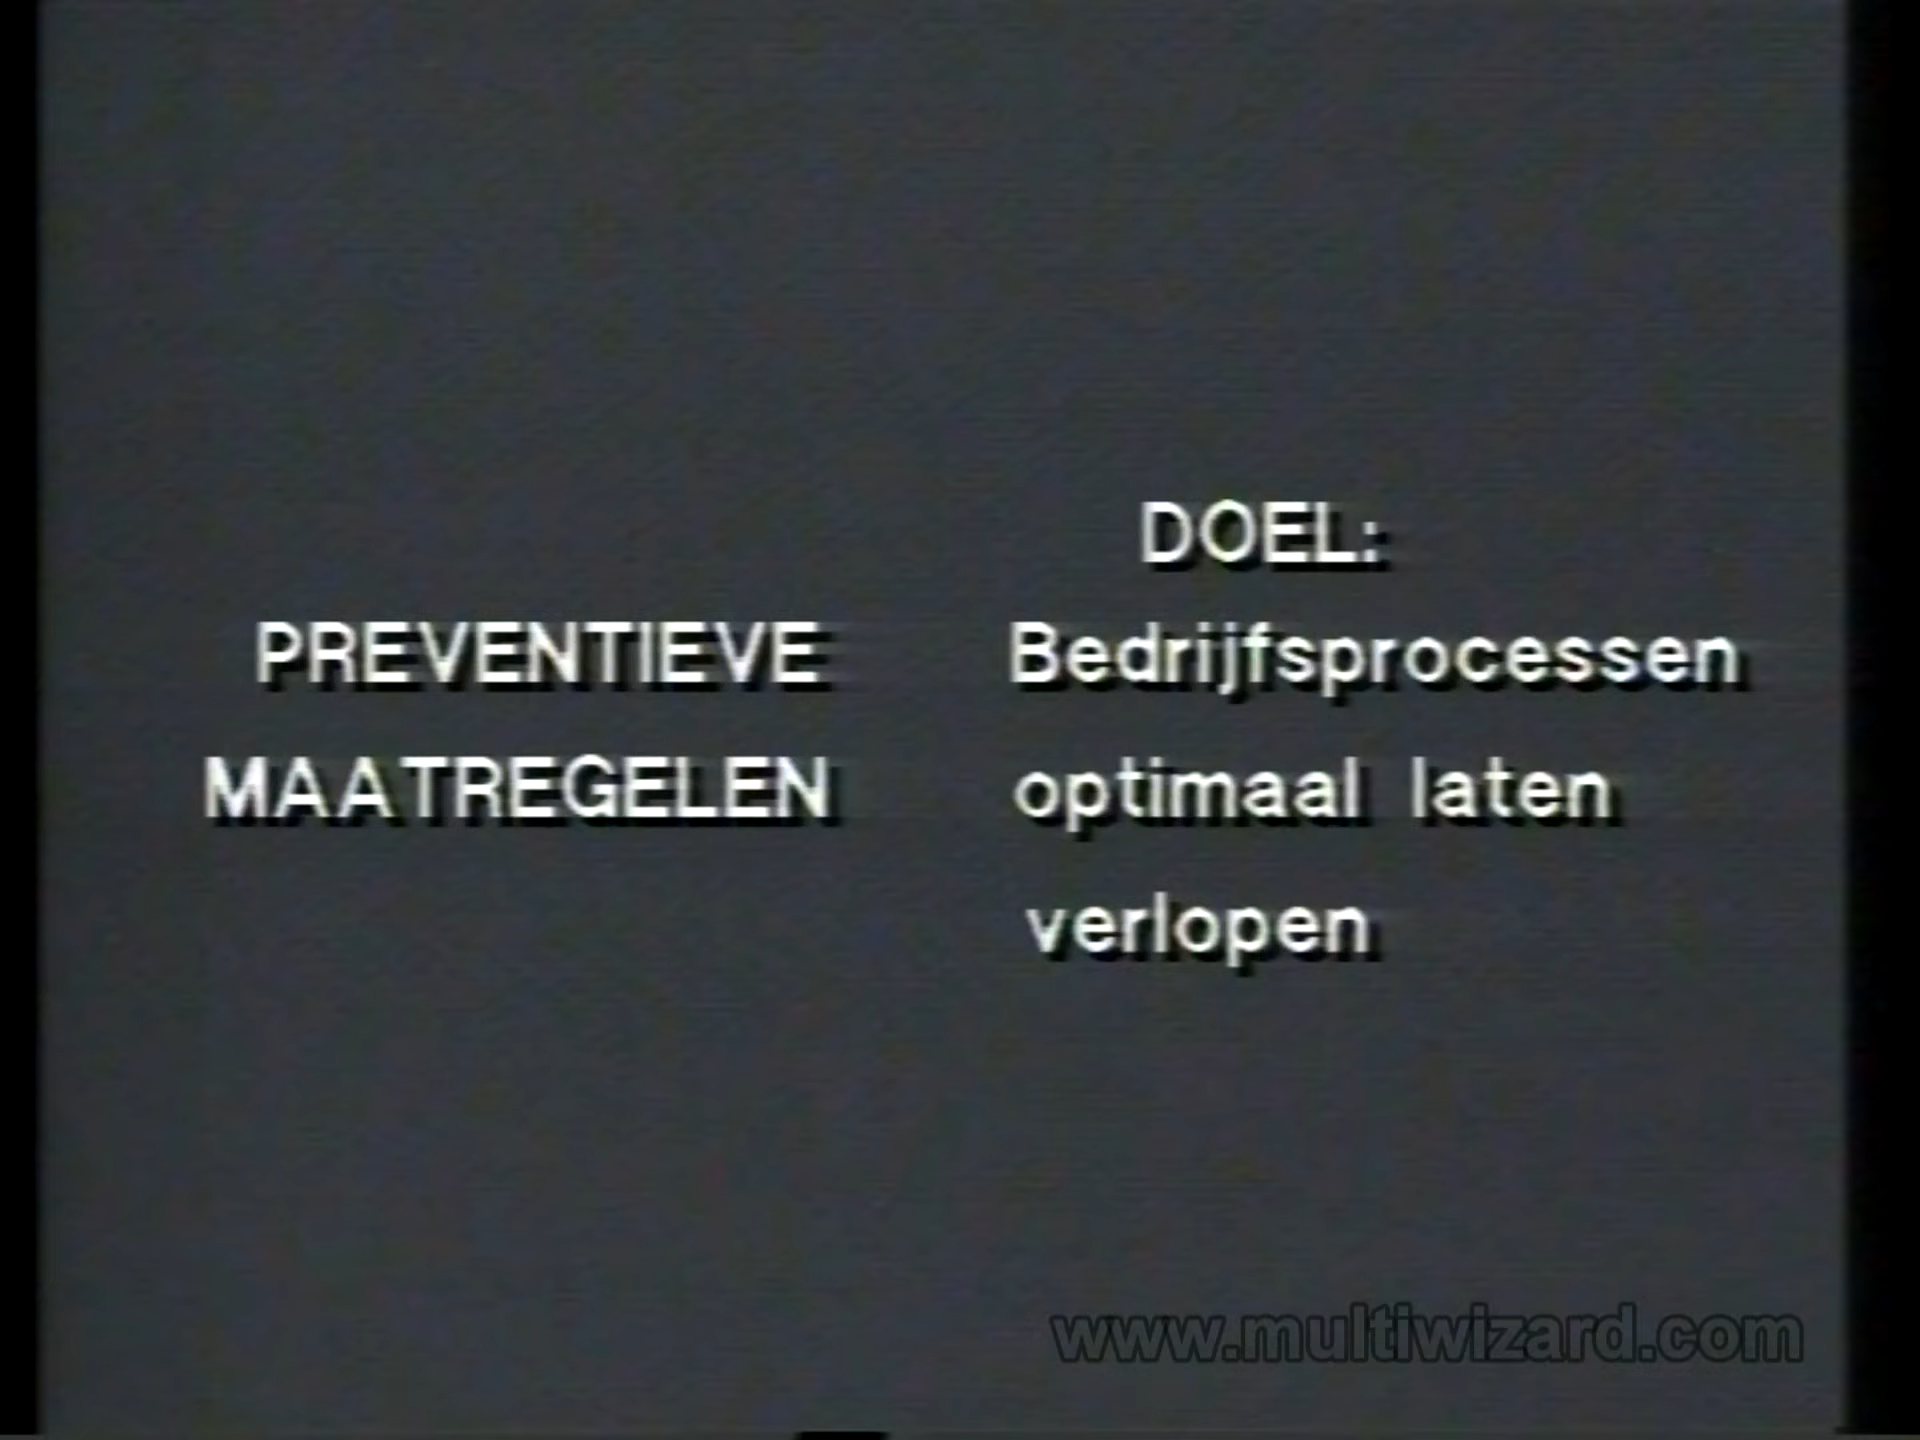 PREVENTIEVE
MAATREGELEN
DOEL:
Bedrijfsprocessen
optimaal laten
verlopen
www.multiwizard.com